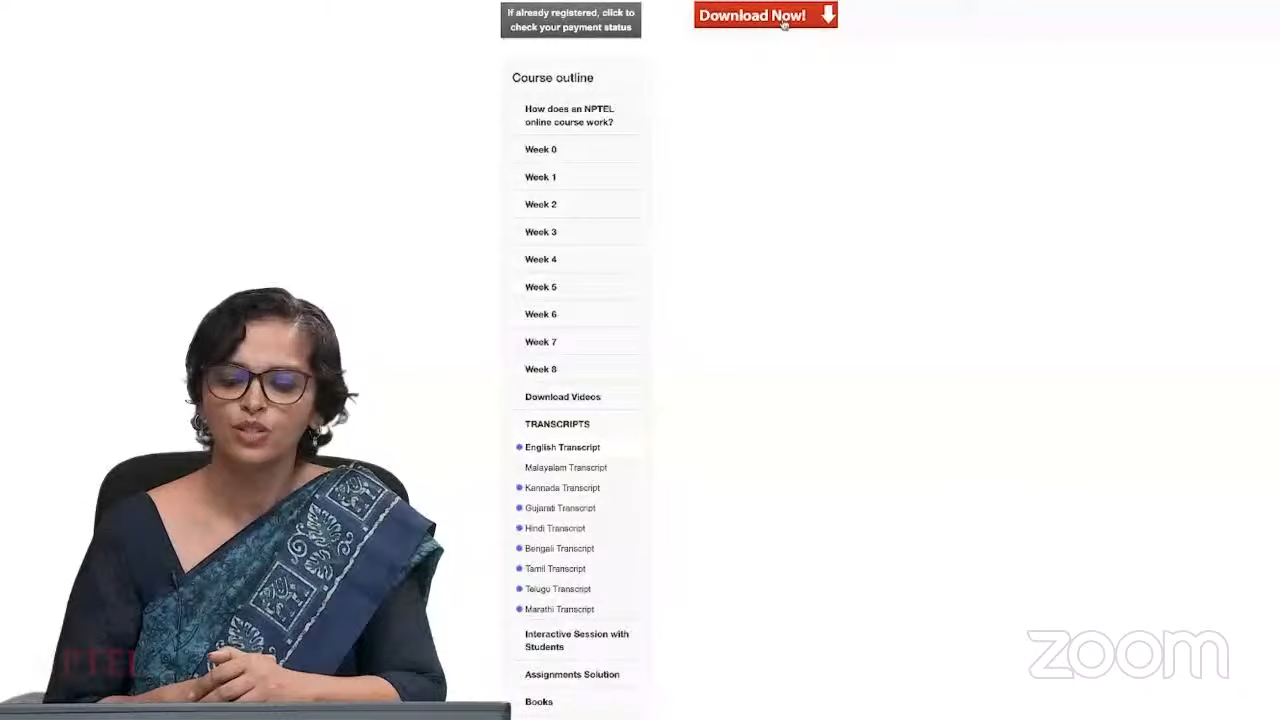 If already registered, click to
check your payment status
Download Now!
Course outline
How does an NPTEL
online course work?
Week 0
Week 1
Week 2
Week 3
Week 4
Week 5
Week 6
Week 7
Week 8
Download Videos
TRANSCRIPTS
English Transcript
Malayalam Transcript
Kannada Transcript
Gujarati Transcript
Hindi Transcript
Bengali Transcript
Tamil Transcript
Telugu Transcript
Marathi Transcript
Interactive Session with
Students
Assignments Solution
Books
PTEL
zoom